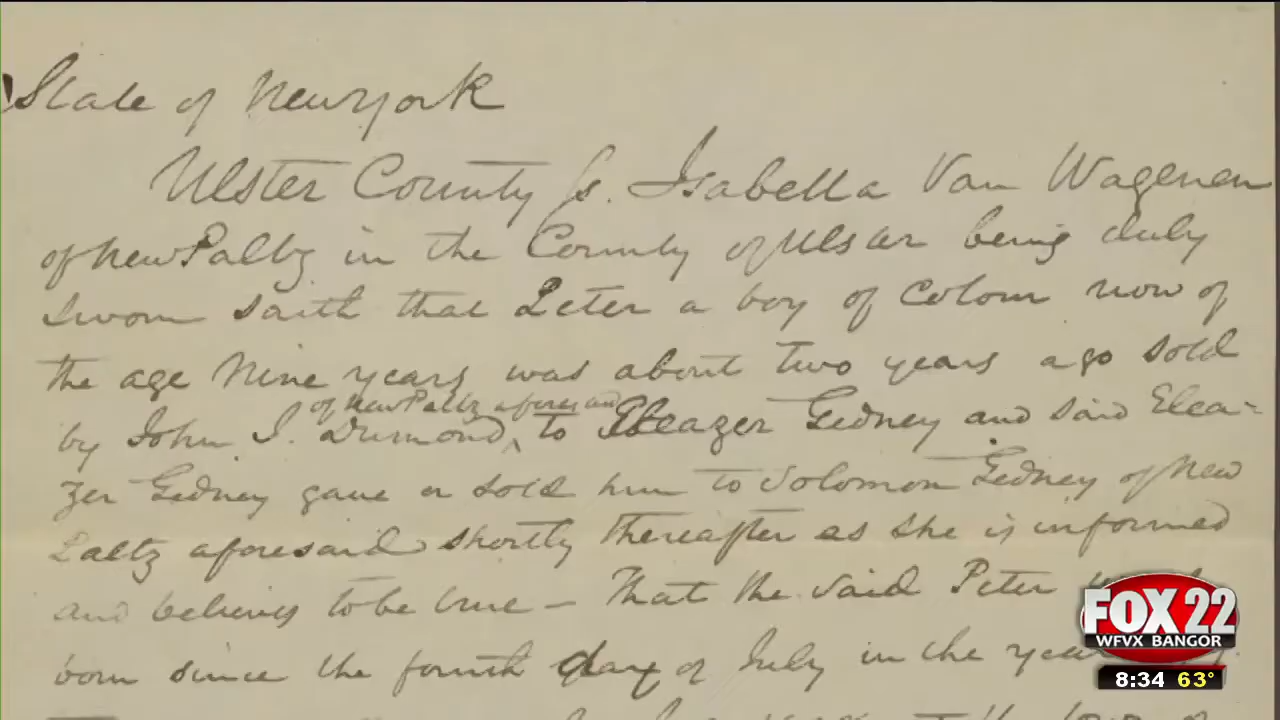 State of Newyork
Ulster County ss. Isabella Van Wagenen
of New Paltz in the County of Ulster being duly
sworn saith that Peter a boy of Colour now of
the age Nine years was about two years ago sold
of New Paltz aforesaid
by John I. Dumond, ^ to Eleazer Gedney and said Elea-
zer Gedney gave or sold him to Solomon Gedney of New
Paltz aforesaid shortly thereafter as she is informed
and believes to be true - That the said Peter
born since the fourth day of July in the year
FOX 22
WFVX BANGOR
8:34 63°